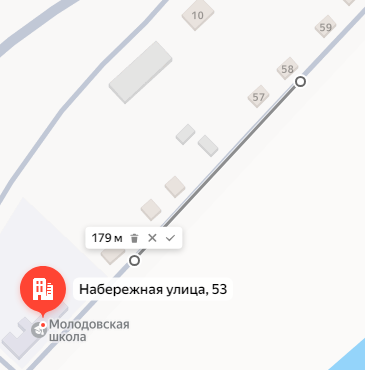 10
59
58
57
179 м
Набережная улица, 53
Молодовская
школа